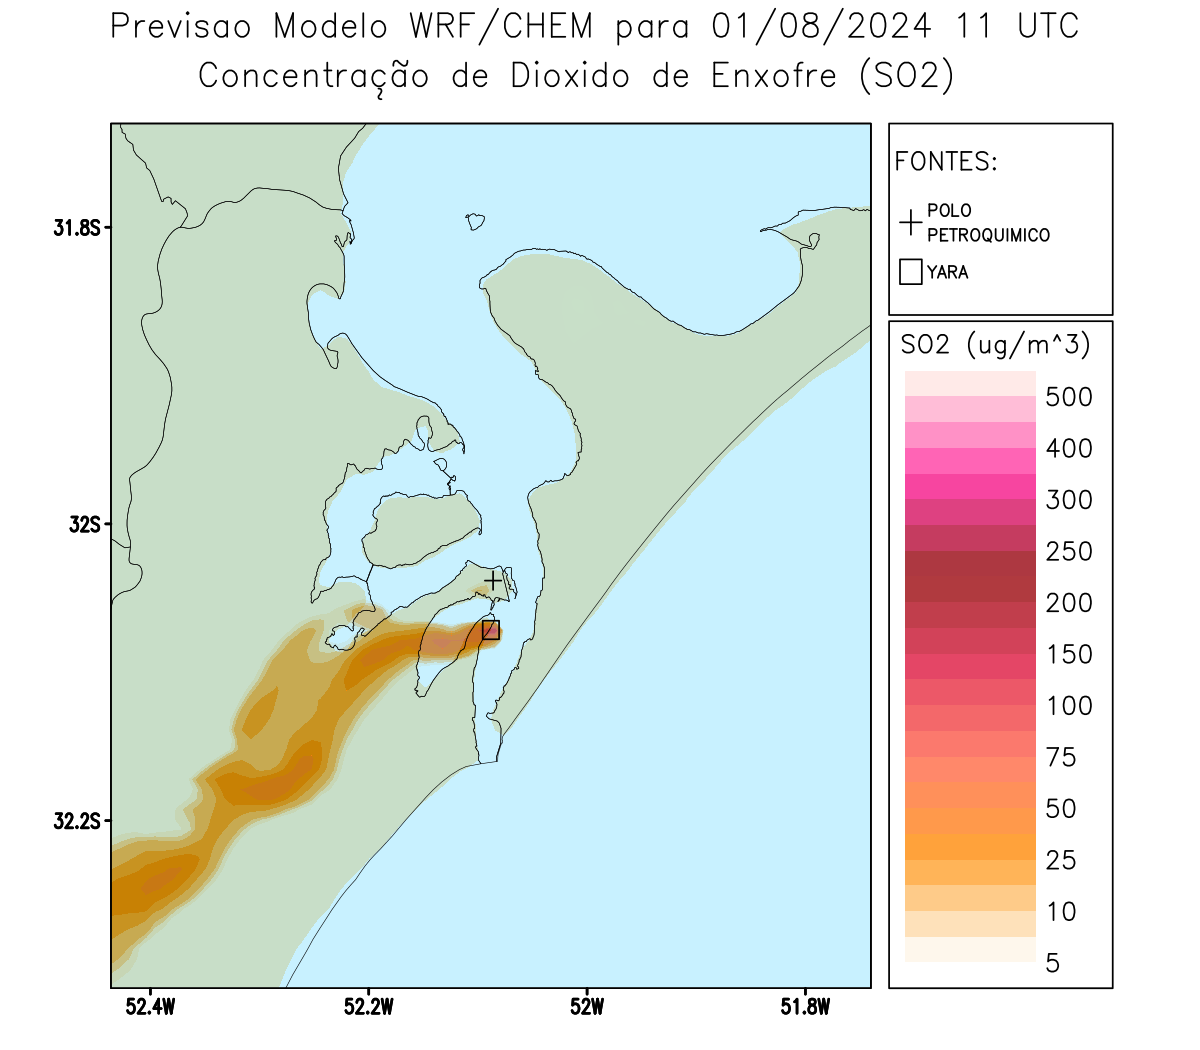 Previsao Modelo WRF/CHEM para 01/08/2024 11 UTC
Concentração de Dioxido de Enxofre (SO2)
FONTES:
POLO
PETROQUIMICO
YARA
SO2 (ug/m^3)
500
400
300
250
200
150
100
75
50
25
10
5
31.8S
32S
32.2S
52.4W
52.2W
52W
51.8W